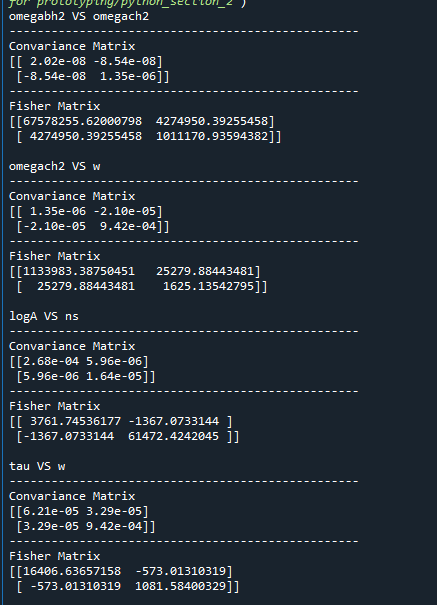 for prototyping/python_section_2 )
omegabh2 VS omegach2
--------------------------------------------------
Convariance Matrix
[[ 2.02e-08 -8.54e-08]
 [-8.54e-08  1.35e-06]]
--------------------------------------------------
Fisher Matrix
[[67578255.62000798  4274950.39255458]
 [ 4274950.39255458  1011170.93594382]]

omegach2 VS w
--------------------------------------------------
Convariance Matrix
[[ 1.35e-06 -2.10e-05]
 [-2.10e-05  9.42e-04]]
--------------------------------------------------
Fisher Matrix
[[1133983.38750451   25279.88443481]
 [  25279.88443481    1625.13542795]]

logA VS ns
--------------------------------------------------
Convariance Matrix
[[2.68e-04 5.96e-06]
 [5.96e-06 1.64e-05]]
--------------------------------------------------
Fisher Matrix
[[ 3761.74536177 -1367.0733144 ]
 [-1367.0733144  61472.4242045 ]]

tau VS w
--------------------------------------------------
Convariance Matrix
[[6.21e-05 3.29e-05]
 [3.29e-05 9.42e-04]]
--------------------------------------------------
Fisher Matrix
[[16406.63657158  -573.01310319]
 [ -573.01310319  1081.58400329]]